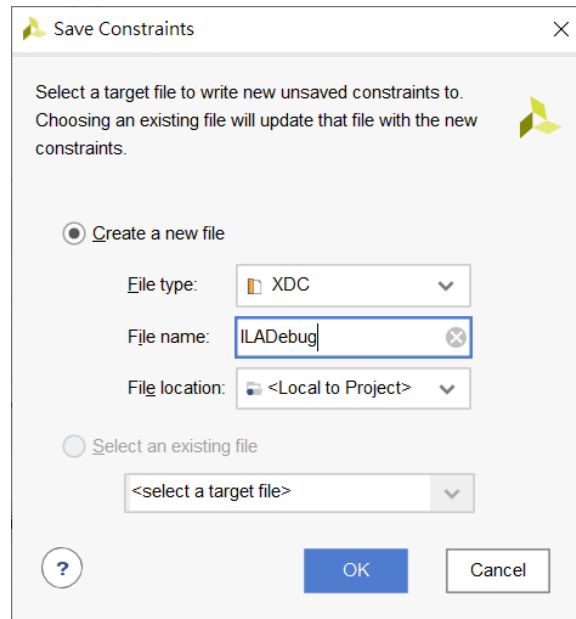 Save Constraints
Select a target file to write new unsaved constraints to.
Choosing an existing file will update that file with the new
constraints.
Create a new file
File type: XDC
File name: ILADebug
File location: <Local to Project>
Select an existing file
<select a target file>
? OK Cancel